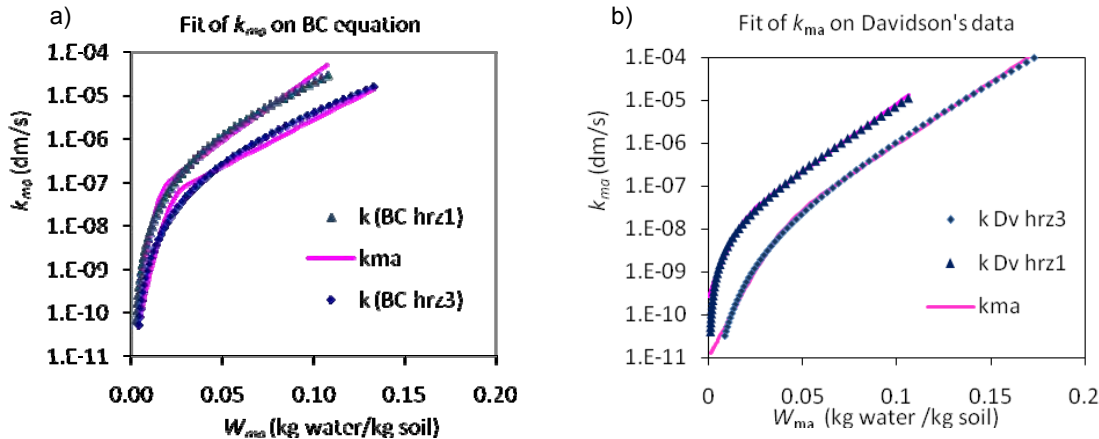 a)
Fit of kma on BC equation
1.E-04
1.E-05
1.E-06
1.E-07
1.E-08
1.E-09
1.E-10
1.E-11
kma (dm/s)
k (BC hrz1)
kma
k (BC hrz3)
0.00
0.05
0.10
0.15
0.20
Wma (kg water/kg soil)
b)
Fit of kma on Davidson's data
1.E-04
1.E-05
1.E-06
1.E-07
1.E-08
1.E-09
1.E-10
1.E-11
kma (dm/s)
k Dv hrz3
k Dv hrz1
kma
0
0.05
0.1
0.15
0.20
Wma (kg water /kg soil)